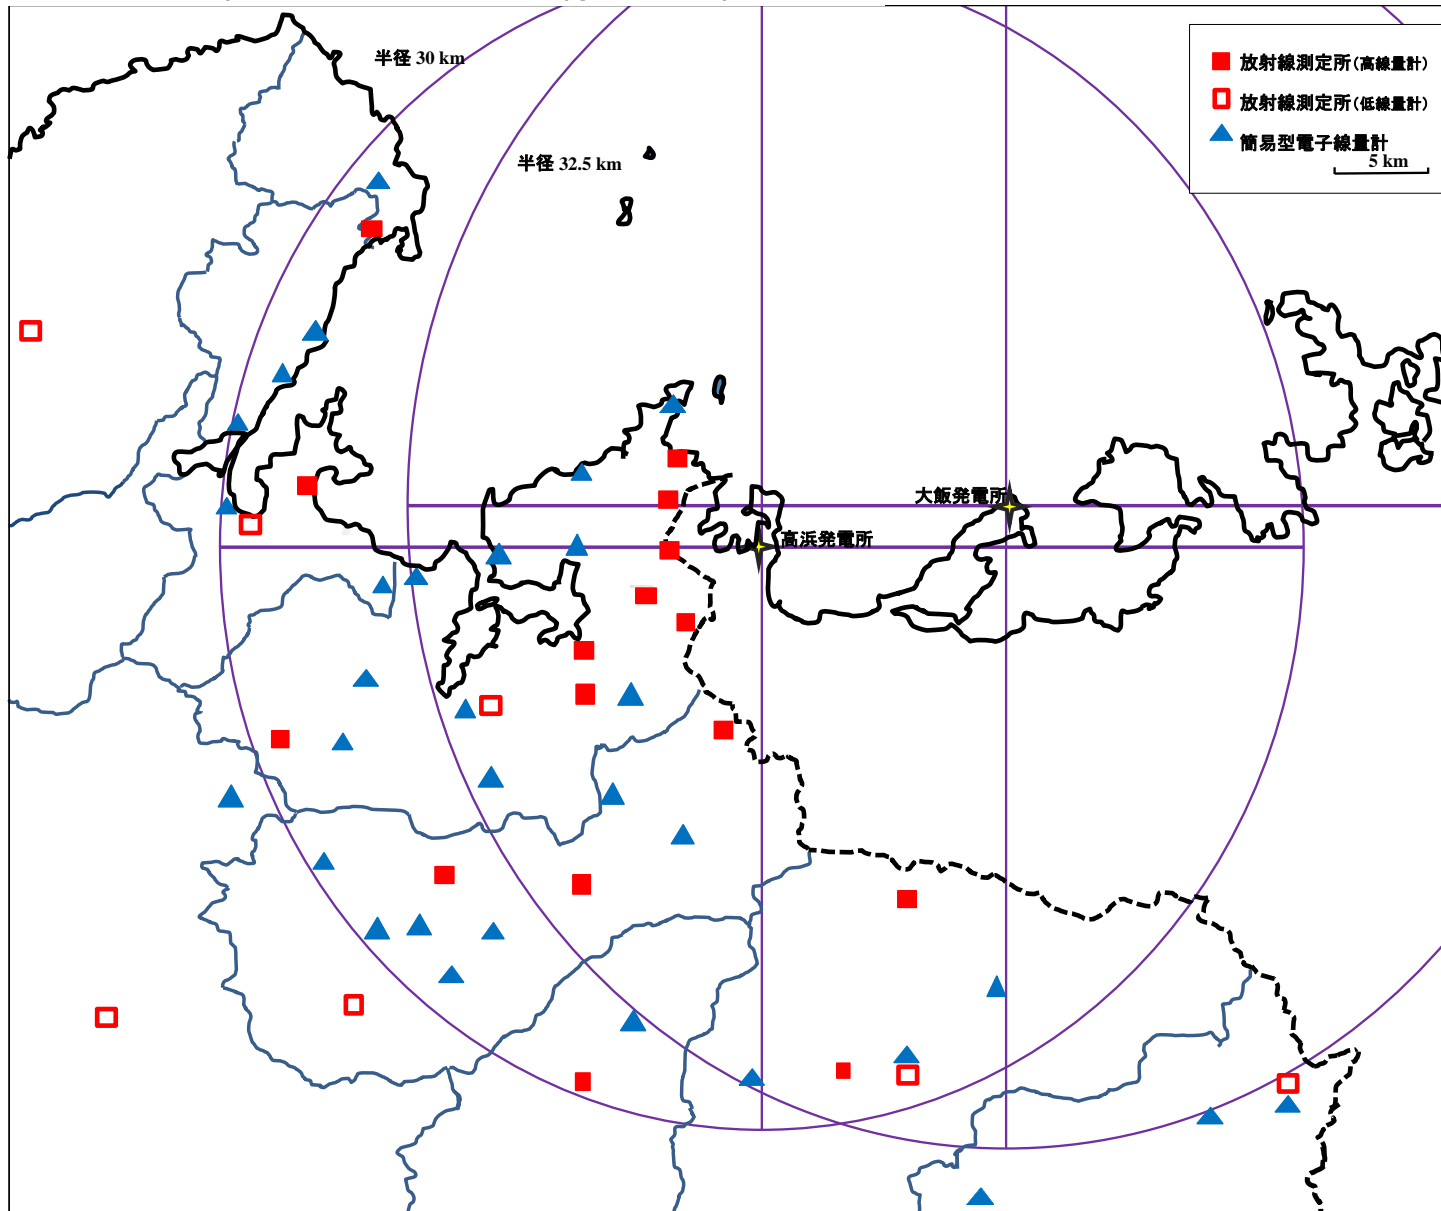 半径 30 km
半径 32.5 km
放射線測定所(高線量計)
放射線測定所(低線量計)
簡易型電子線量計
5 km
大飯発電所
高浜発電所